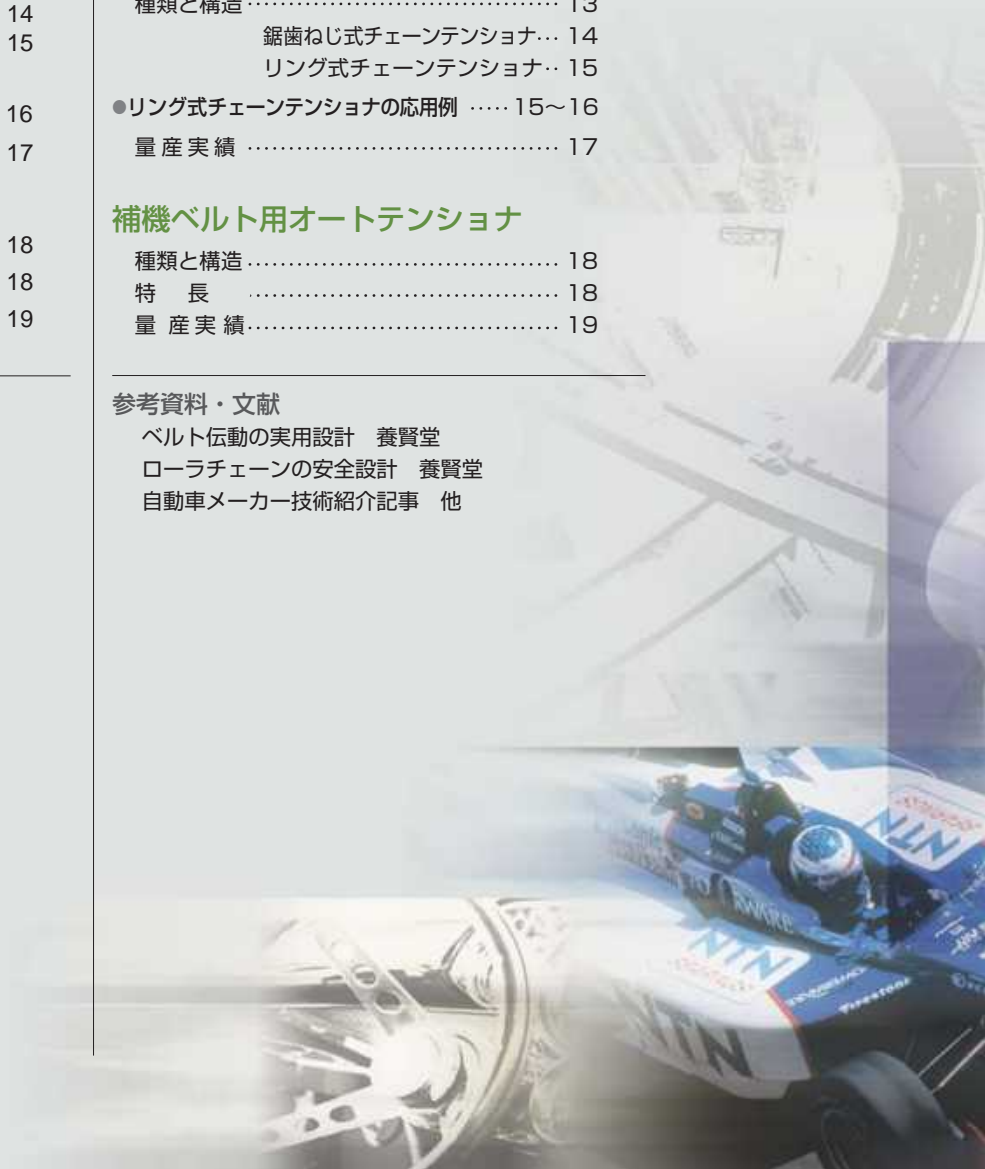 14
15
16
17
18
18
19
種類と構造 …………………………………… 13
鋸歯ねじ式チェーンテンショナ… 14
リング式チェーンテンショナ‥ 15
●リング式チェーンテンショナの応用例 ‥‥‥ 15〜16
量産実績 …………………………………… 17
補機ベルト用オートテンショナ
種類と構造 …………………………………… 18
特　長 …………………………………… 18
量 産実 績 …………………………………… 19
参考資料・文献
ベルト伝動の実用設計　養賢堂
ローラチェーンの安全設計　養賢堂
自動車メーカー技術紹介記事　他
NTN
NTN
NTN
Firestone